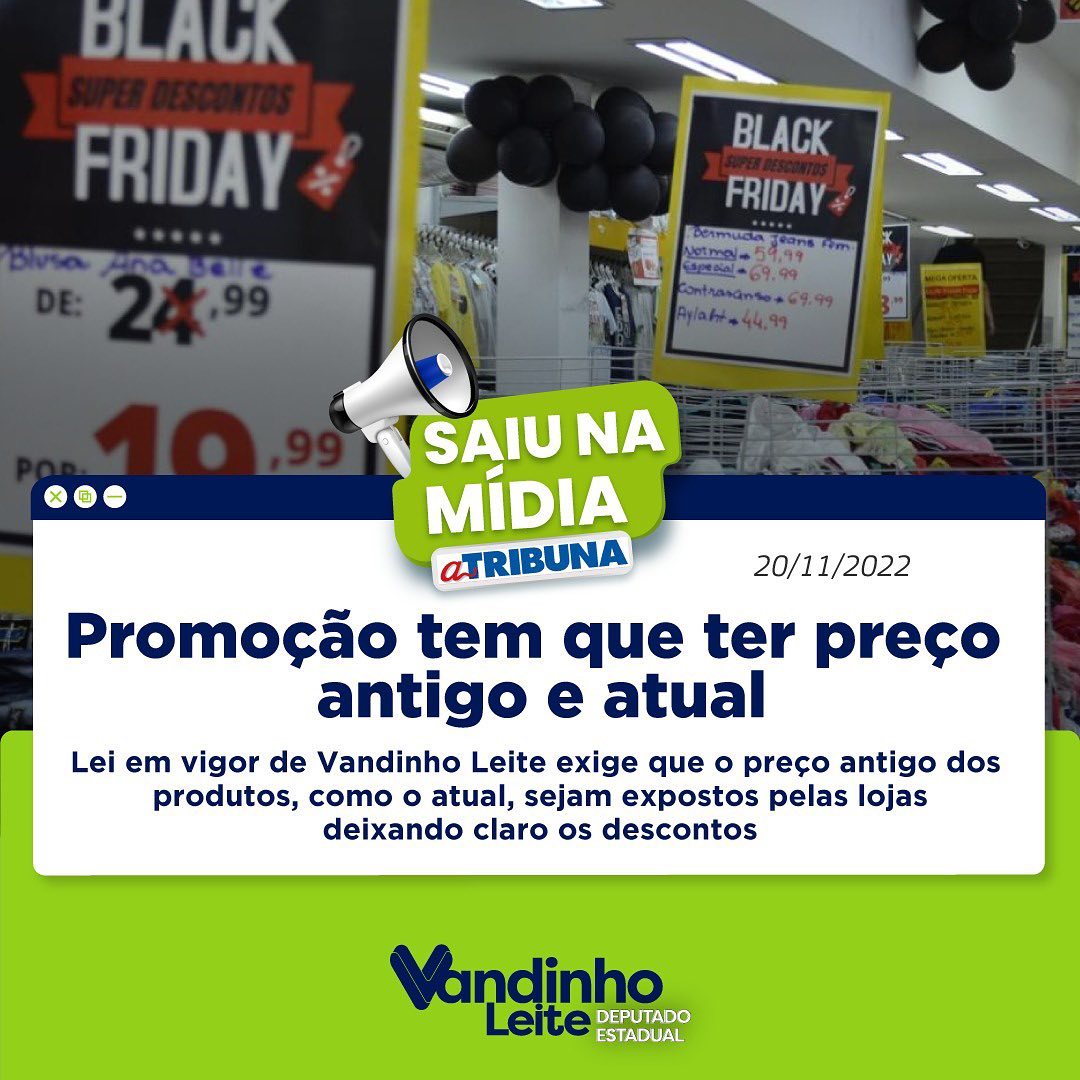 BLACK
SUPER DESCONTOS
FRIDAY
Blusa Ana Belle
DE: 24,99
POR: 19,99
BLACK
SUPER DESCONTOS
FRIDAY
Bermuda Jeans Fem
Normal → 59,99
Especial → 69.99
→ 69.99
→ 44,99
MEGA OFERTA
SAIU NA
MÍDIA
aTRIBUNA
20/11/2022
Promoção tem que ter preço
antigo e atual
Lei em vigor de Vandinho Leite exige que o preço antigo dos
produtos, como o atual, sejam expostos pelas lojas
deixando claro os descontos
Vandinho
Leite DEPUTADO
ESTADUAL